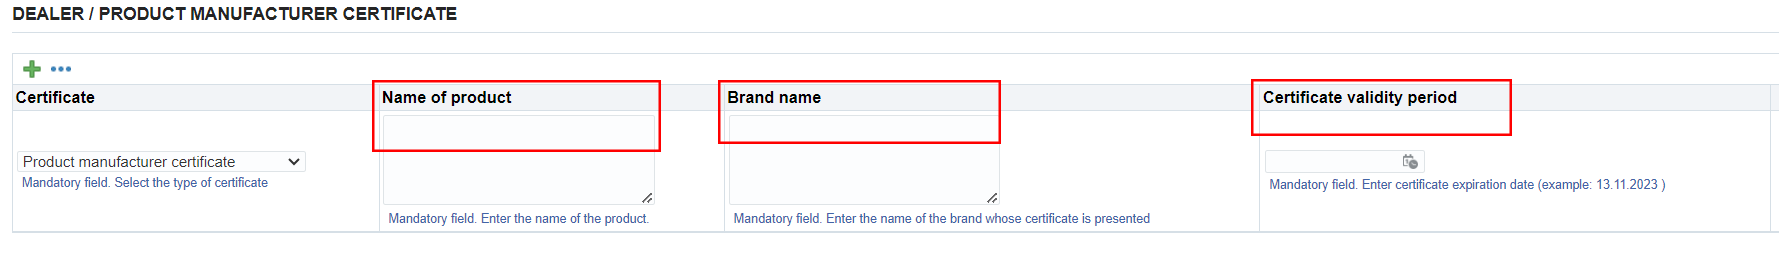 DEALER / PRODUCT MANUFACTURER CERTIFICATE
Certificate
Name of product
Brand name
Certificate validity period
Product manufacturer certificate
Mandatory field. Select the type of certificate
Mandatory field. Enter the name of the product.
Mandatory field. Enter the name of the brand whose certificate is presented
Mandatory field. Enter certificate expiration date (example: 13.11.2023 )